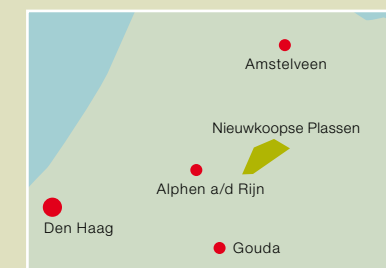 Amstelveen
Nieuwkoopse Plassen
Alphen a/d Rijn
Den Haag
Gouda